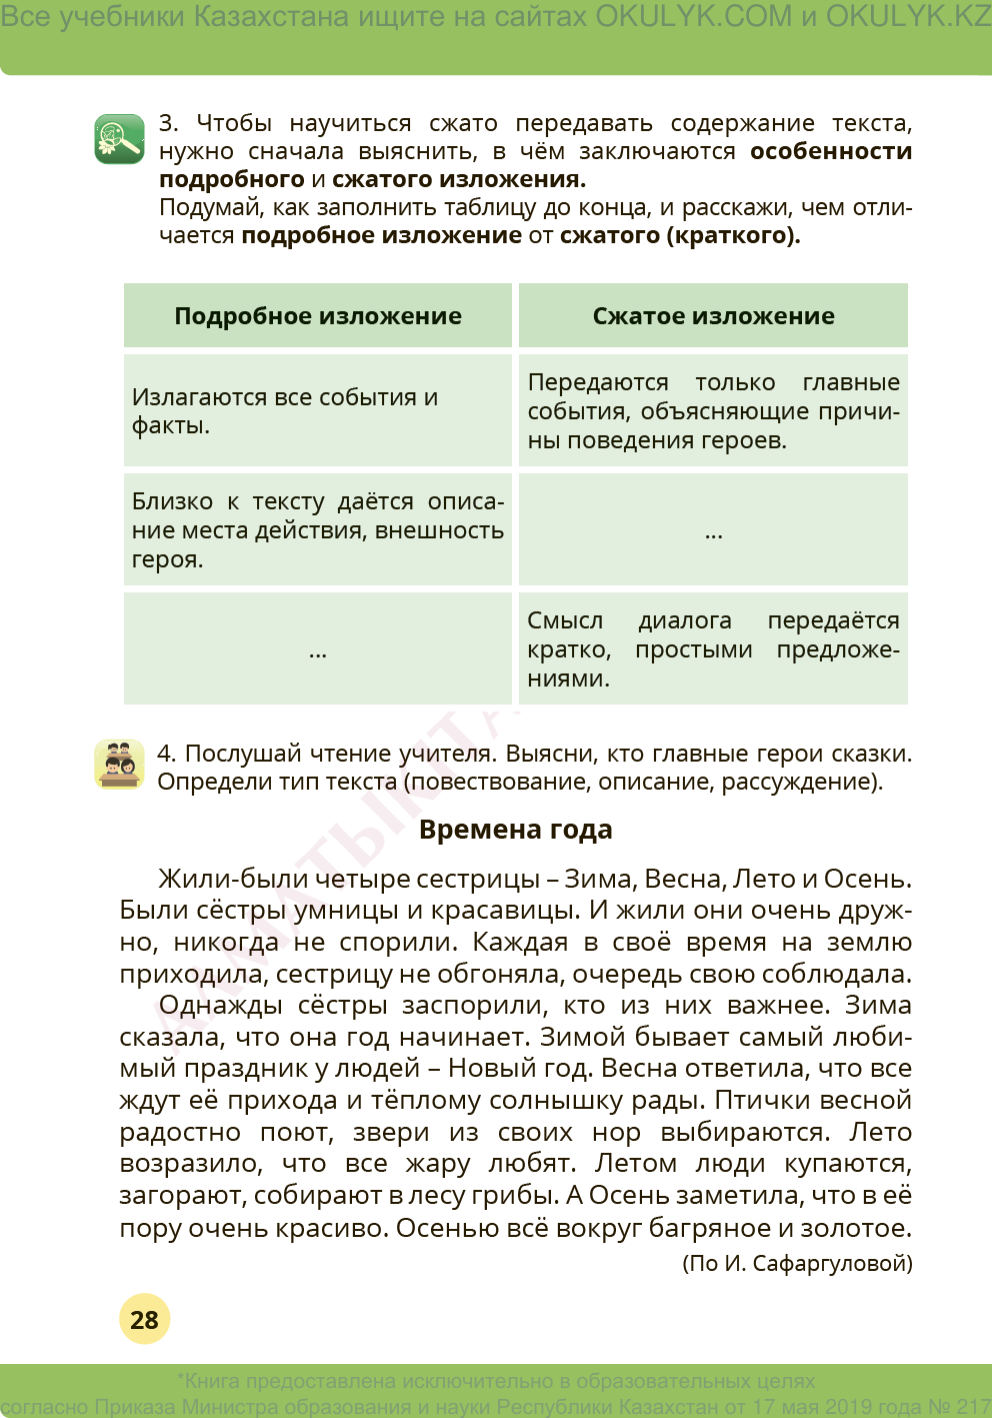 Все учебники Казахстана ищите на сайтах OKULYK.COM и OKULYK.KZ
3. Чтобы научиться сжато передавать содержание текста,
нужно сначала выяснить, в чём заключаются особенности
подробного и сжатого изложения.
Подумай, как заполнить таблицу до конца, и расскажи, чем отли-
чается подробное изложение от сжатого (краткого).
Подробное изложение
Сжатое изложение
Излагаются все события и
факты.
Передаются только главные
события, объясняющие причи-
ны поведения героев.
Близко к тексту даётся описа-
ние места действия, внешность
героя.
...
...
Смысл диалога передаётся
кратко, простыми предложе-
ниями.
4. Послушай чтение учителя. Выясни, кто главные герои сказки.
Определи тип текста (повествование, описание, рассуждение).
Времена года
Жили-были четыре сестрицы – Зима, Весна, Лето и Осень.
Были сёстры умницы и красавицы. И жили они очень друж-
но, никогда не спорили. Каждая в своё время на землю
приходила, сестрицу не обгоняла, очередь свою соблюдала.
Однажды сёстры заспорили, кто из них важнее. Зима
сказала, что она год начинает. Зимой бывает самый люби-
мый праздник у людей – Новый год. Весна ответила, что все
ждут её прихода и тёплому солнышку рады. Птички весной
радостно поют, звери из своих нор выбираются. Лето
возразило, что все жару любят. Летом люди купаются,
загорают, собирают в лесу грибы. А Осень заметила, что в её
пору очень красиво. Осенью всё вокруг багряное и золотое.
(По И. Сафаргуловой)
28
*Книга предоставлена исключительно в образовательных целях
согласно Приказа Министра образования и науки Республики Казахстан от 17 мая 2019 года № 217